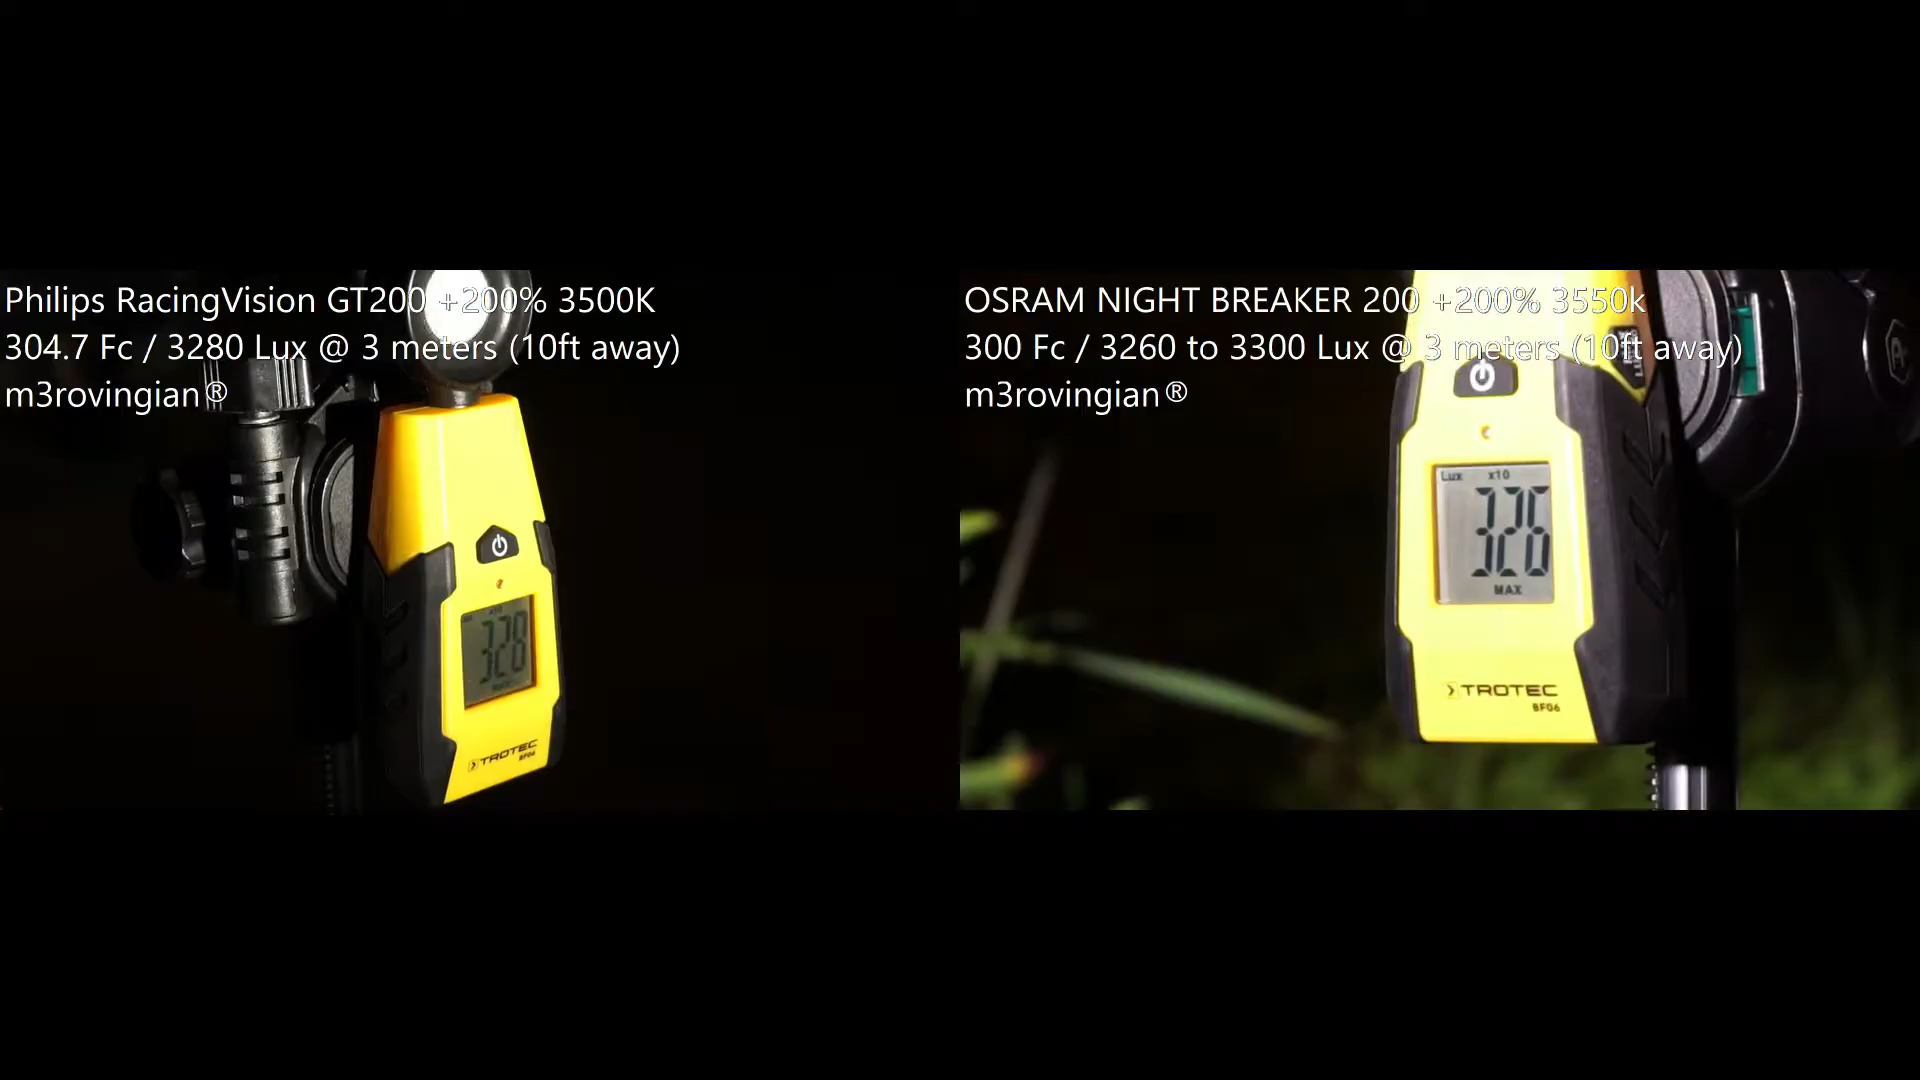 Philips RacingVision GT200 +200% 3500K
304.7 Fc / 3280 Lux @ 3 meters (10ft away)
m3rovingian®
x10
328
TROTEC
BF06
OSRAM NIGHT BREAKER 200 +200% 3550k
300 Fc / 3260 to 3300 Lux @ 3 meters (10ft away)
m3rovingian®
Lux x10
326
MAX
TROTEC
BF06